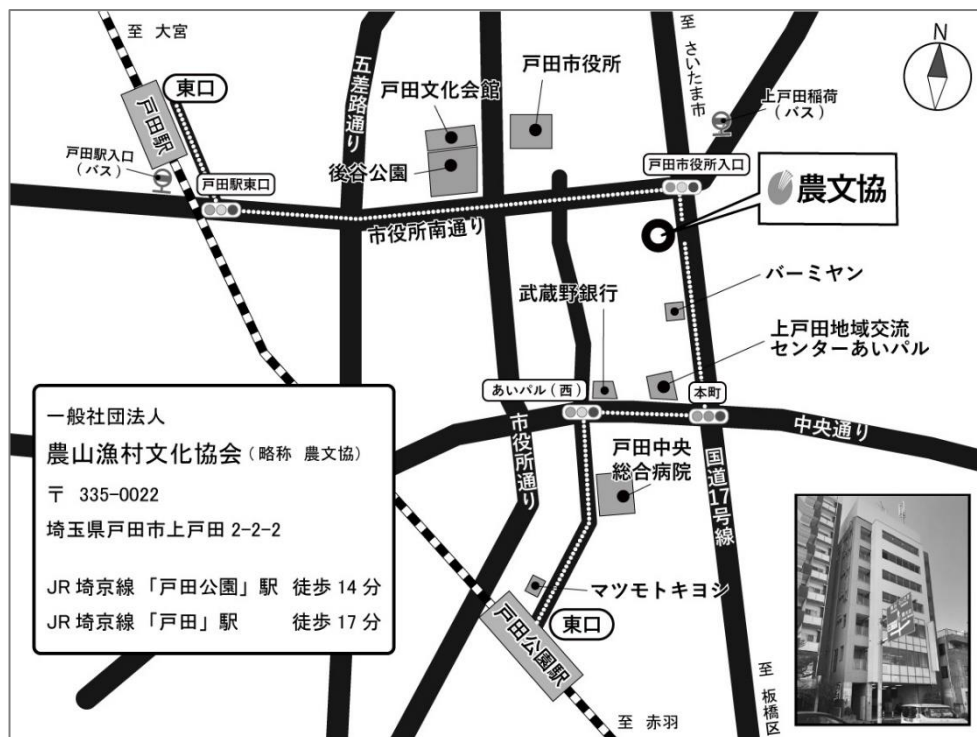 至 大宮
東口
戸田駅
戸田駅入口
(バス)
戸田駅東口
五差路通り
戸田文化会館
後谷公園
戸田市役所
至 さいたま市
上戸田稲荷
(バス)
N
戸田市役所入口
農文協
市役所南通り
バーミヤン
武蔵野銀行
上戸田地域交流
センターあいパル
あいパル(西)
本町
中央通り
市役所通り
戸田中央
総合病院
国道17号線
マツモトキヨシ
東口
戸田公園駅
至 赤羽
至 板橋区
一般社団法人
農山漁村文化協会(略称 農文協)
〒 335-0022
埼玉県戸田市上戸田 2-2-2
JR 埼京線 「戸田公園」駅 徒歩 14 分
JR 埼京線 「戸田」駅 徒歩 17 分